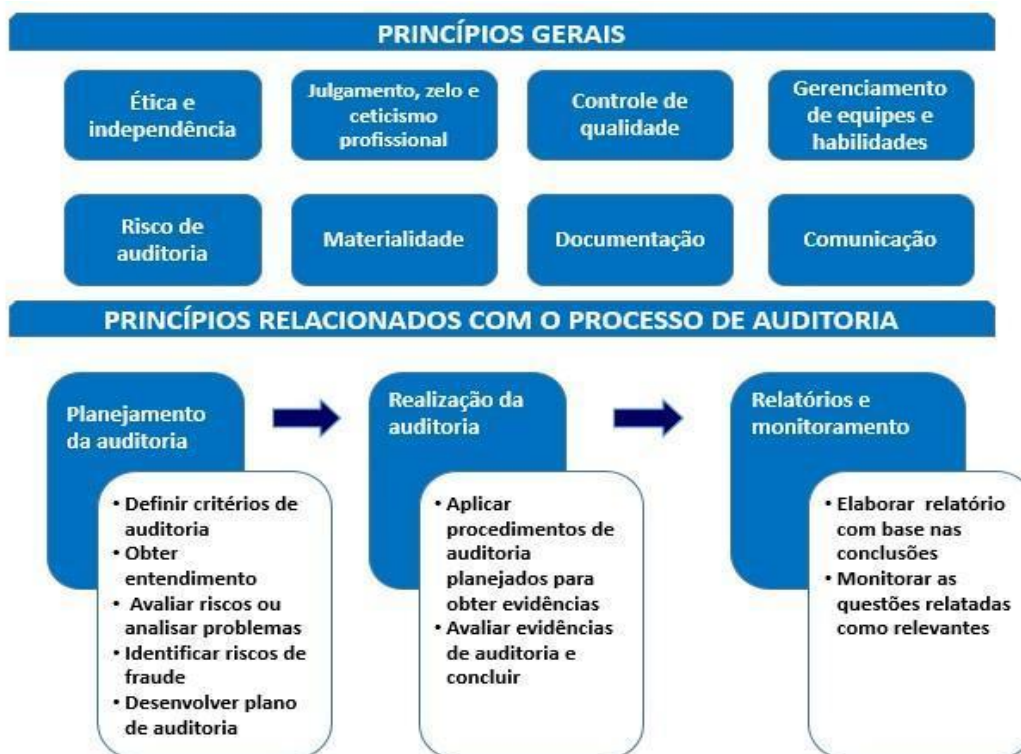 PRINCÍPIOS GERAIS
Ética e
independência
Julgamento, zelo e
ceticismo
profissional
Controle de
qualidade
Gerenciamento
de equipes e
habilidades
Risco de
auditoria
Materialidade
Documentação
Comunicação
PRINCÍPIOS RELACIONADOS COM O PROCESSO DE AUDITORIA
Planejamento
da auditoria
• Definir critérios de
auditoria
• Obter
entendimento
• Avaliar riscos ou
analisar problemas
• Identificar riscos de
fraude
• Desenvolver plano
de auditoria
Realização da
auditoria
• Aplicar
procedimentos de
auditoria
planejados para
obter evidências
• Avaliar evidências
de auditoria e
concluir
Relatórios e
monitoramento
• Elaborar relatório
com base nas
conclusões
• Monitorar as
questões relatadas
como relevantes